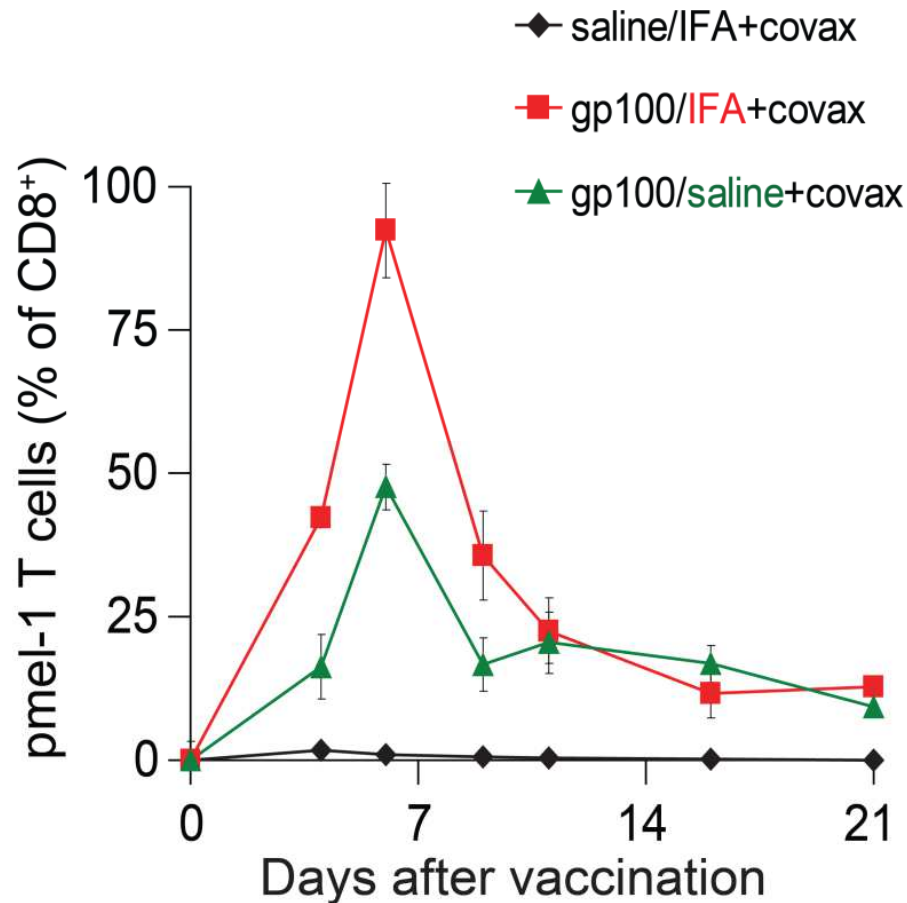 saline/IFA+covax
gp100/IFA+covax
gp100/saline+covax
pmel-1 T cells (% of CD8⁺)
100
75
50
25
0
0 7 14 21
Days after vaccination